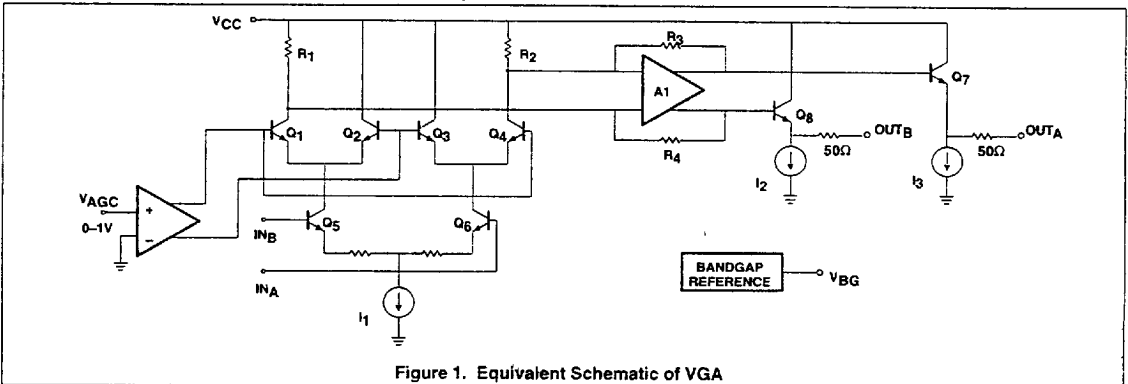 VCC
R1
R2
R3
A1
Q7
Q8
Q1
Q2
Q3
Q4
R4
OUTB
50Ω
OUTA
50Ω
I2
I3
VAGC
+
0–1V
–
INB
Q5
Q6
INA
I1
BANDGAP
REFERENCE
VBG
Figure 1. Equivalent Schematic of VGA